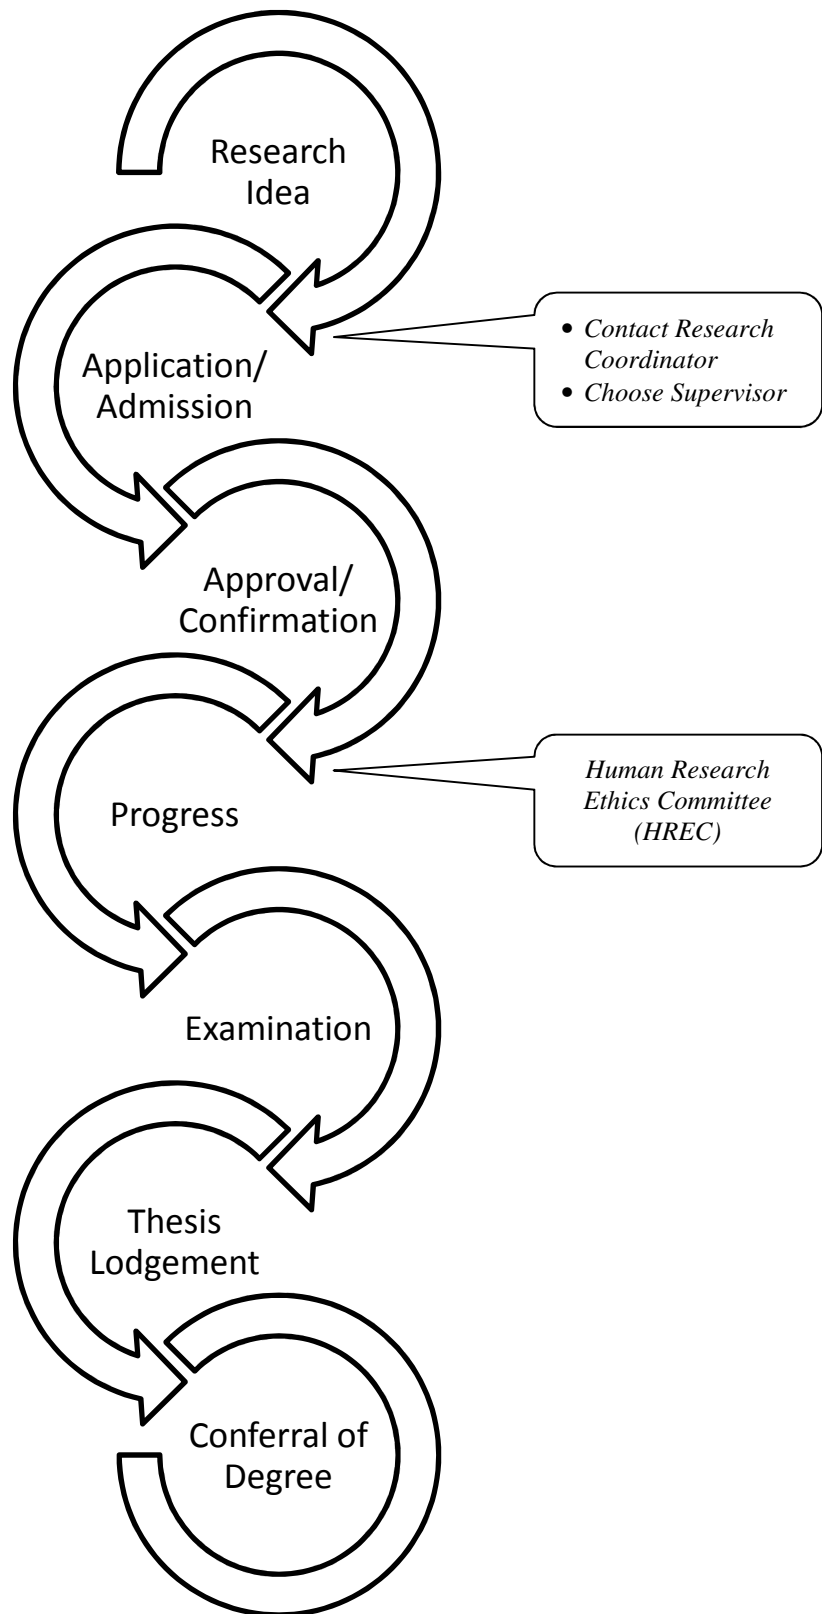 Research
Idea
Application/
Admission
• Contact Research
Coordinator
• Choose Supervisor
Approval/
Confirmation
Progress
Human Research
Ethics Committee
(HREC)
Examination
Thesis
Lodgement
Conferral of
Degree